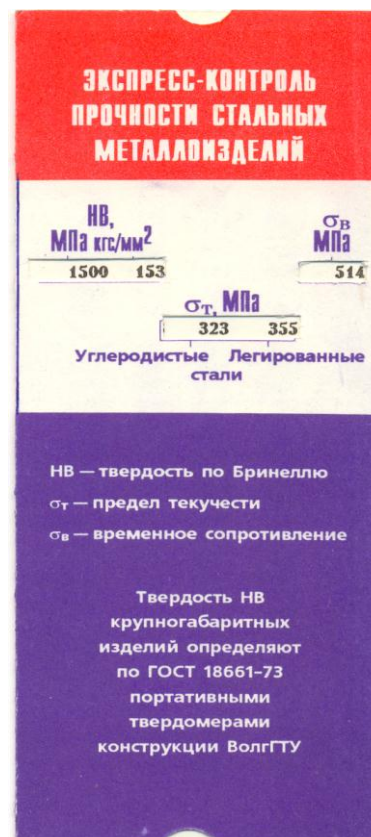 ЭКСПРЕСС-КОНТРОЛЬ
ПРОЧНОСТИ СТАЛЬНЫХ
МЕТАЛЛОИЗДЕЛИЙ
HB,
МПа кгс/мм²
1500 153
σв
МПа
514
σт, МПа
323 355
Углеродистые Легированные
стали
HB — твердость по Бринеллю
σт — предел текучести
σв — временное сопротивление
Твердость HB
крупногабаритных
изделий определяют
по ГОСТ 18661–73
портативными
твердомерами
конструкции ВолгГТУ